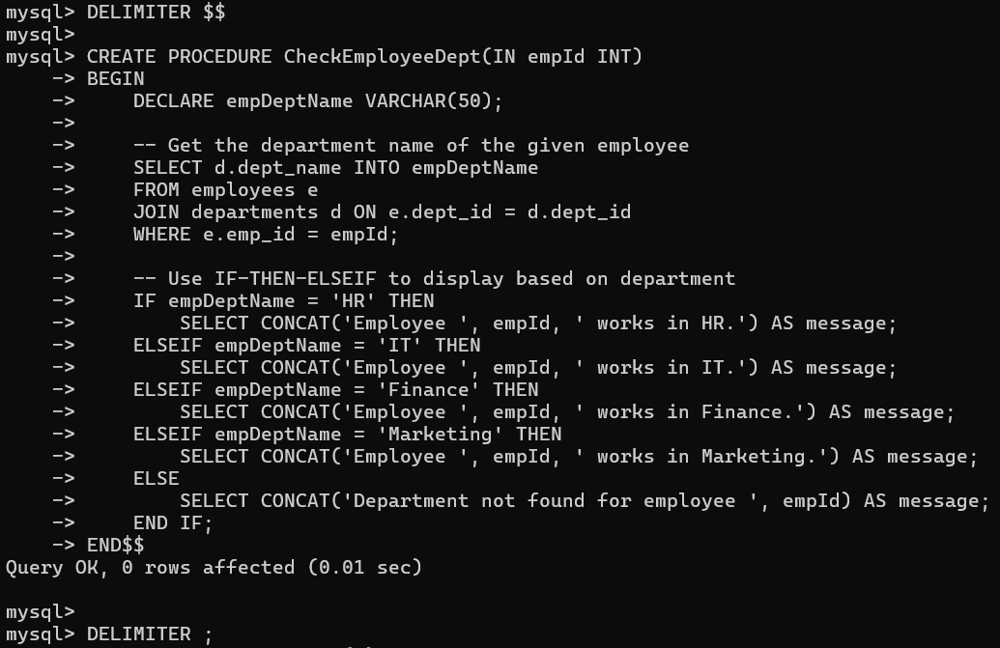 mysql> DELIMITER $$
mysql>
mysql> CREATE PROCEDURE CheckEmployeeDept(IN empId INT)
    -> BEGIN
    ->     DECLARE empDeptName VARCHAR(50);
    ->
    ->     -- Get the department name of the given employee
    ->     SELECT d.dept_name INTO empDeptName
    ->     FROM employees e
    ->     JOIN departments d ON e.dept_id = d.dept_id
    ->     WHERE e.emp_id = empId;
    ->
    ->     -- Use IF-THEN-ELSEIF to display based on department
    ->     IF empDeptName = 'HR' THEN
    ->         SELECT CONCAT('Employee ', empId, ' works in HR.') AS message;
    ->     ELSEIF empDeptName = 'IT' THEN
    ->         SELECT CONCAT('Employee ', empId, ' works in IT.') AS message;
    ->     ELSEIF empDeptName = 'Finance' THEN
    ->         SELECT CONCAT('Employee ', empId, ' works in Finance.') AS message;
    ->     ELSEIF empDeptName = 'Marketing' THEN
    ->         SELECT CONCAT('Employee ', empId, ' works in Marketing.') AS message;
    ->     ELSE
    ->         SELECT CONCAT('Department not found for employee ', empId) AS message;
    ->     END IF;
    -> END$$
Query OK, 0 rows affected (0.01 sec)

mysql>
mysql> DELIMITER ;